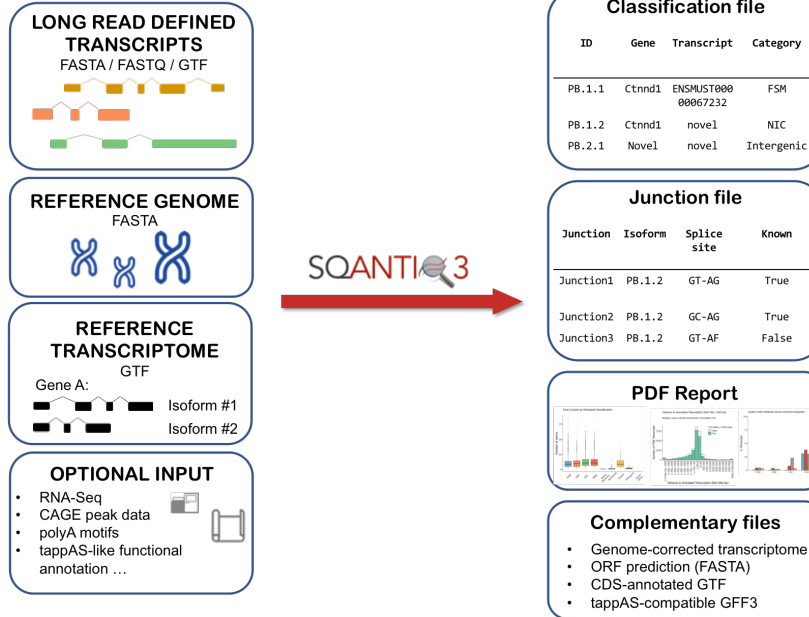 LONG READ DEFINED
TRANSCRIPTS
FASTA / FASTQ / GTF
REFERENCE GENOME
FASTA
REFERENCE
TRANSCRIPTOME
GTF
Gene A:
Isoform #1
Isoform #2
OPTIONAL INPUT
• RNA-Seq
• CAGE peak data
• polyA motifs
• tappAS-like functional
annotation …
SQANTI 3
Classification file
ID Gene Transcript Category
PB.1.1 Ctnnd1 ENSMUST000 FSM
00067232
PB.1.2 Ctnnd1 novel NIC
PB.2.1 Novel novel Intergenic
Junction file
Junction Isoform Splice Known
site
Junction1 PB.1.2 GT-AG True
Junction2 PB.1.2 GC-AG True
Junction3 PB.1.2 GT-AF False
PDF Report
Complementary files
• Genome-corrected transcriptome
• ORF prediction (FASTA)
• CDS-annotated GTF
• tappAS-compatible GFF3